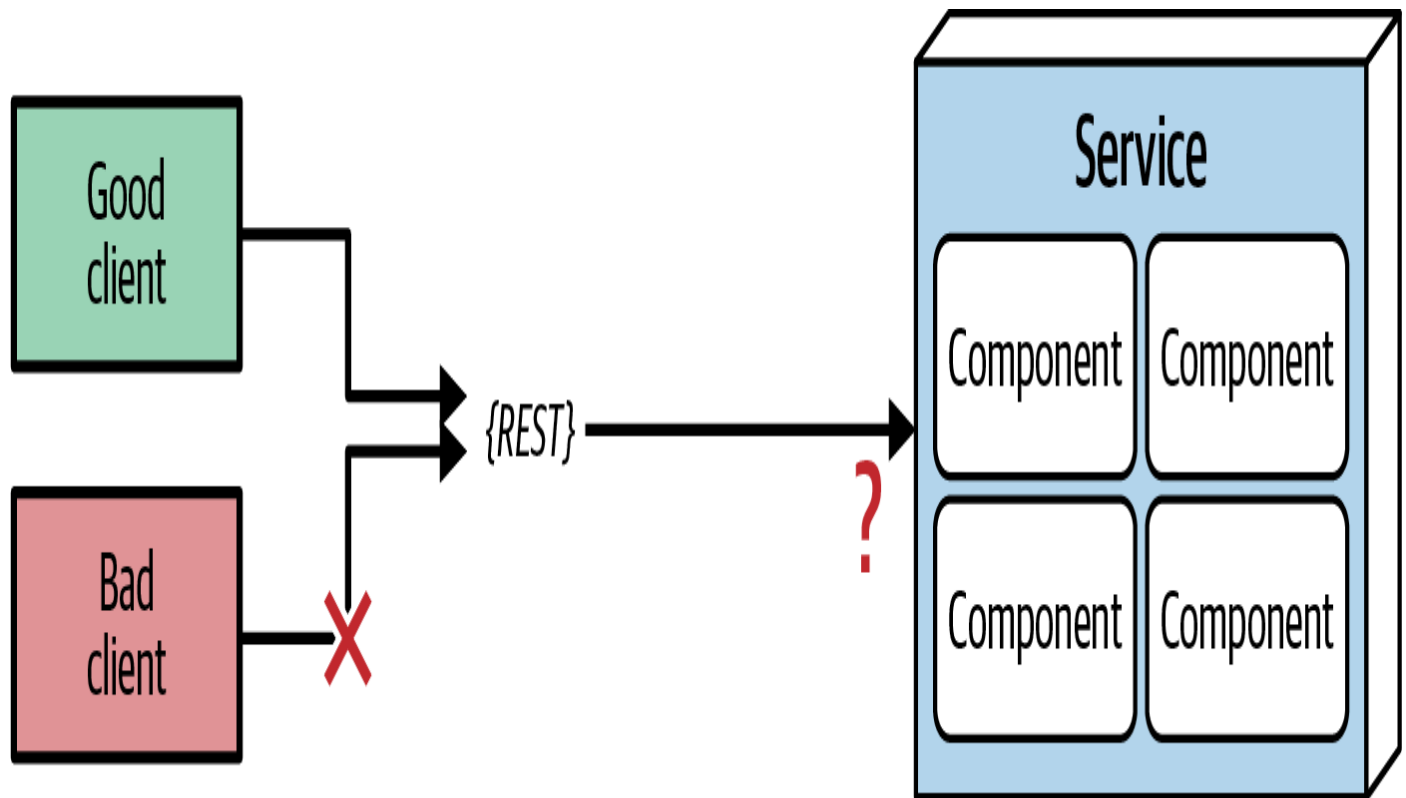 Good
client
Bad
client
{REST}
?
Service
Component
Component
Component
Component